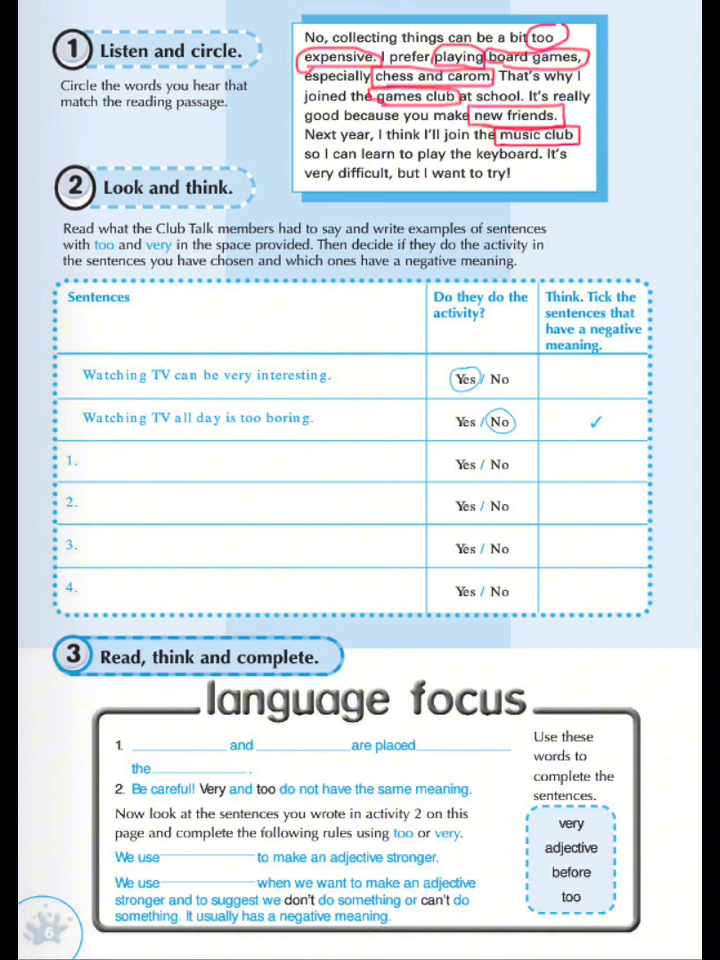 1 Listen and circle.
Circle the words you hear that
match the reading passage.
No, collecting things can be a bit too
expensive. I prefer playing board games,
especially chess and carom. That's why I
joined the games club at school. It's really
good because you make new friends.
Next year, I think I'll join the music club
so I can learn to play the keyboard. It's
very difficult, but I want to try!
2 Look and think.
Read what the Club Talk members had to say and write examples of sentences
with too and very in the space provided. Then decide if they do the activity in
the sentences you have chosen and which ones have a negative meaning.
Sentences
Do they do the
activity?
Think. Tick the
sentences that
have a negative
meaning.
Watching TV can be very interesting.
Yes / No
Watching TV all day is too boring.
Yes / No ✓
1.
Yes / No
2.
Yes / No
3.
Yes / No
4.
Yes / No
3 Read, think and complete.
language focus
1. ____________ and ____________ are placed ____________
the ____________ .
2. Be careful! Very and too do not have the same meaning.
Now look at the sentences you wrote in activity 2 on this
page and complete the following rules using too or very.
We use ____________ to make an adjective stronger.
We use ____________ when we want to make an adjective
stronger and to suggest we don't do something or can't do
something. It usually has a negative meaning.
Use these
words to
complete the
sentences.
very
adjective
before
too
6